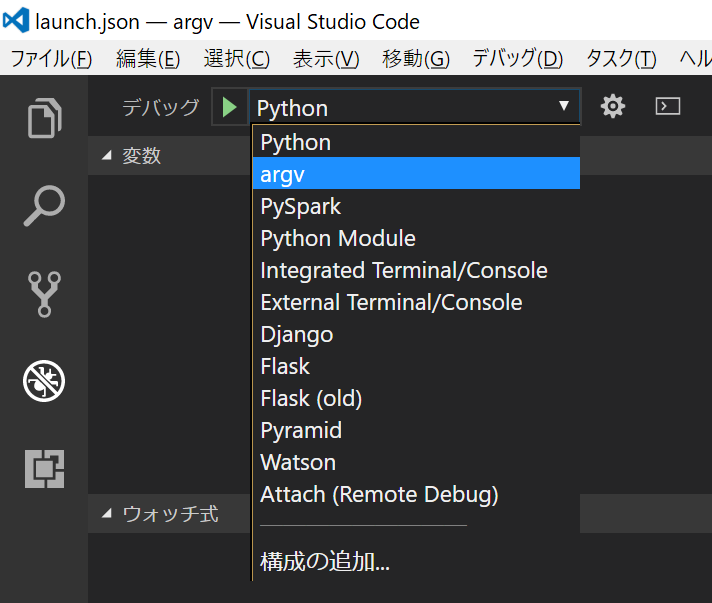 launch.json — argv — Visual Studio Code
ファイル(F) 編集(E) 選択(C) 表示(V) 移動(G) デバッグ(D) タスク(T) ヘル
デバッグ Python
変数
Python
argv
PySpark
Python Module
Integrated Terminal/Console
External Terminal/Console
Django
Flask
Flask (old)
Pyramid
Watson
Attach (Remote Debug)
ウォッチ式
構成の追加...